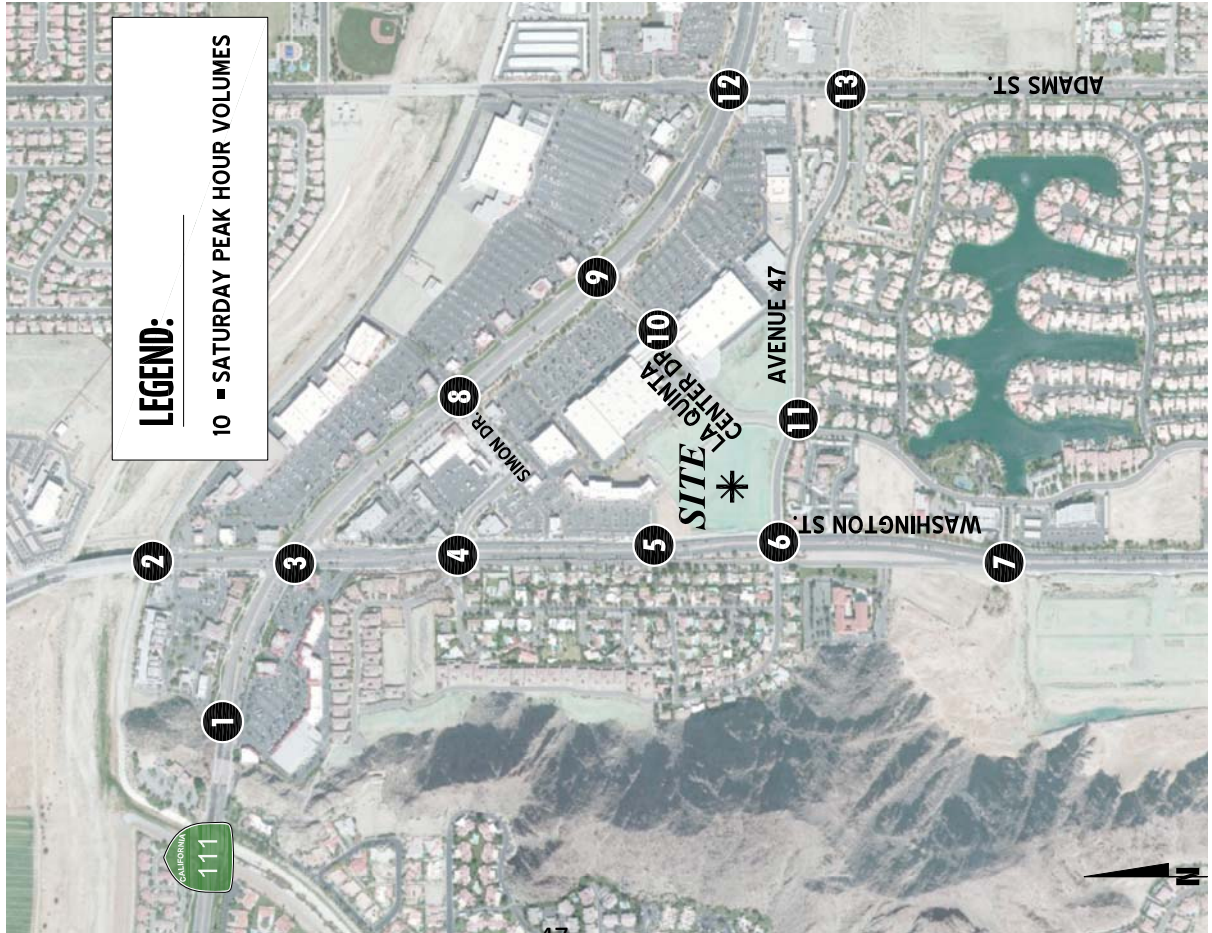 LEGEND:
10 = SATURDAY PEAK HOUR VOLUMES
CALIFORNIA
111
1
2
3
4
5
6
7
8
9
10
11
12
13
SIMON DR.
LA QUINTA
CENTER DR
SITE
AVENUE 47
WASHINGTON ST.
ADAMS ST.
N
47